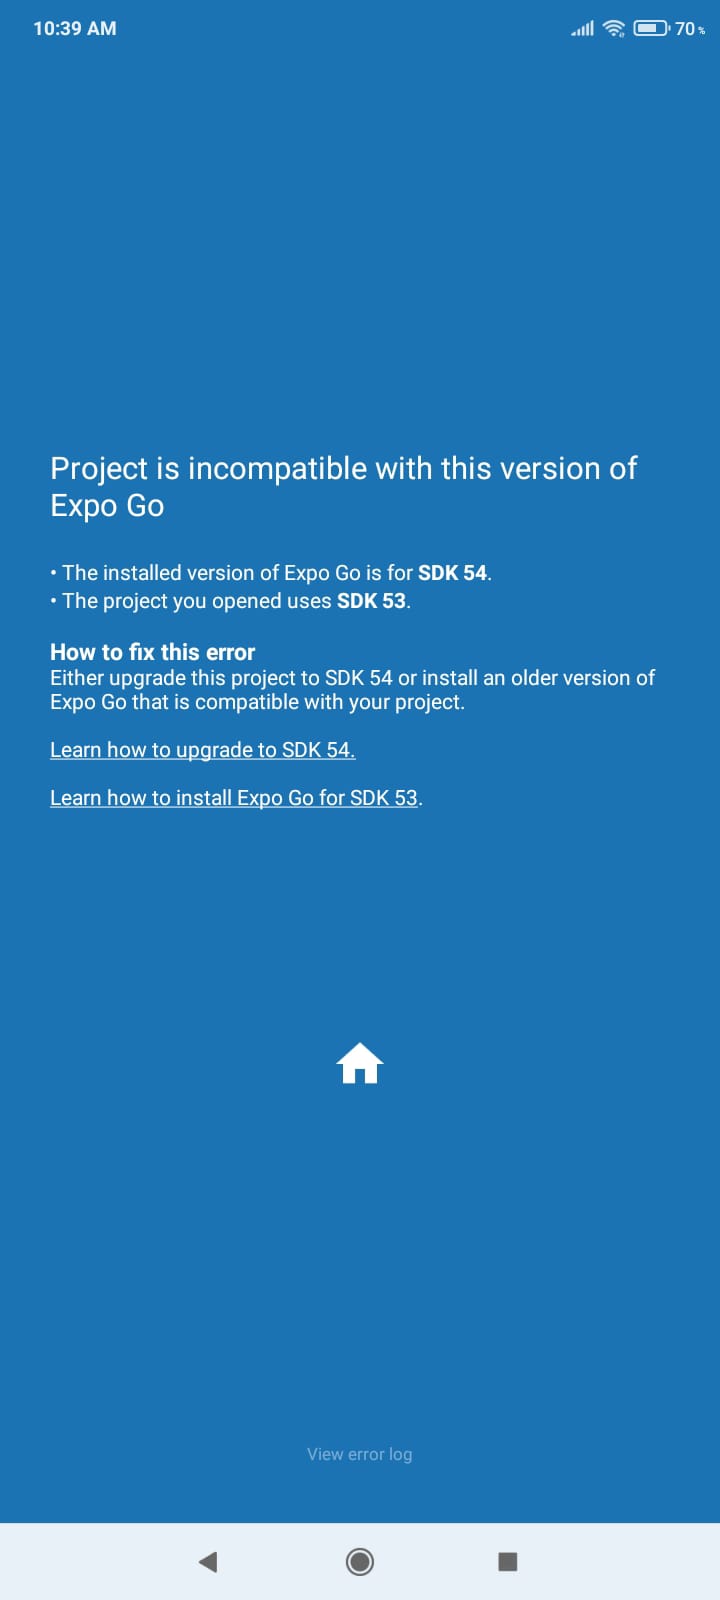 10:39 AM
70 %
Project is incompatible with this version of
Expo Go
• The installed version of Expo Go is for SDK 54.
• The project you opened uses SDK 53.
How to fix this error
Either upgrade this project to SDK 54 or install an older version of
Expo Go that is compatible with your project.
Learn how to upgrade to SDK 54.
Learn how to install Expo Go for SDK 53.
View error log